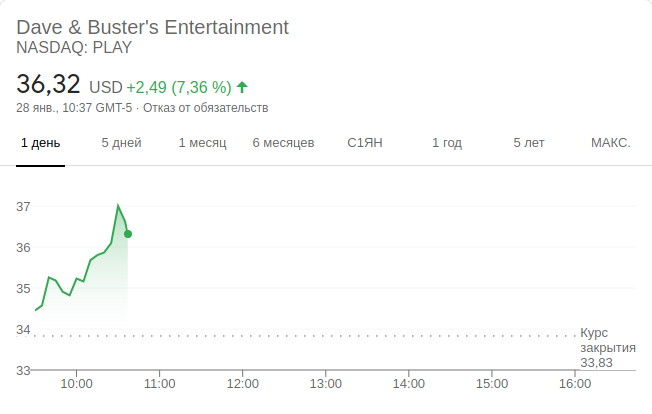 Dave & Buster's Entertainment
NASDAQ: PLAY
36,32 USD +2,49 (7,36 %)
28 янв., 10:37 GMT-5 · Отказ от обязательств
1 день 5 дней 1 месяц 6 месяцев С1ЯН 1 год 5 лет МАКС.
37
36
35
34
Курс
закрытия
33,83
33
10:00 11:00 12:00 13:00 14:00 15:00 16:00